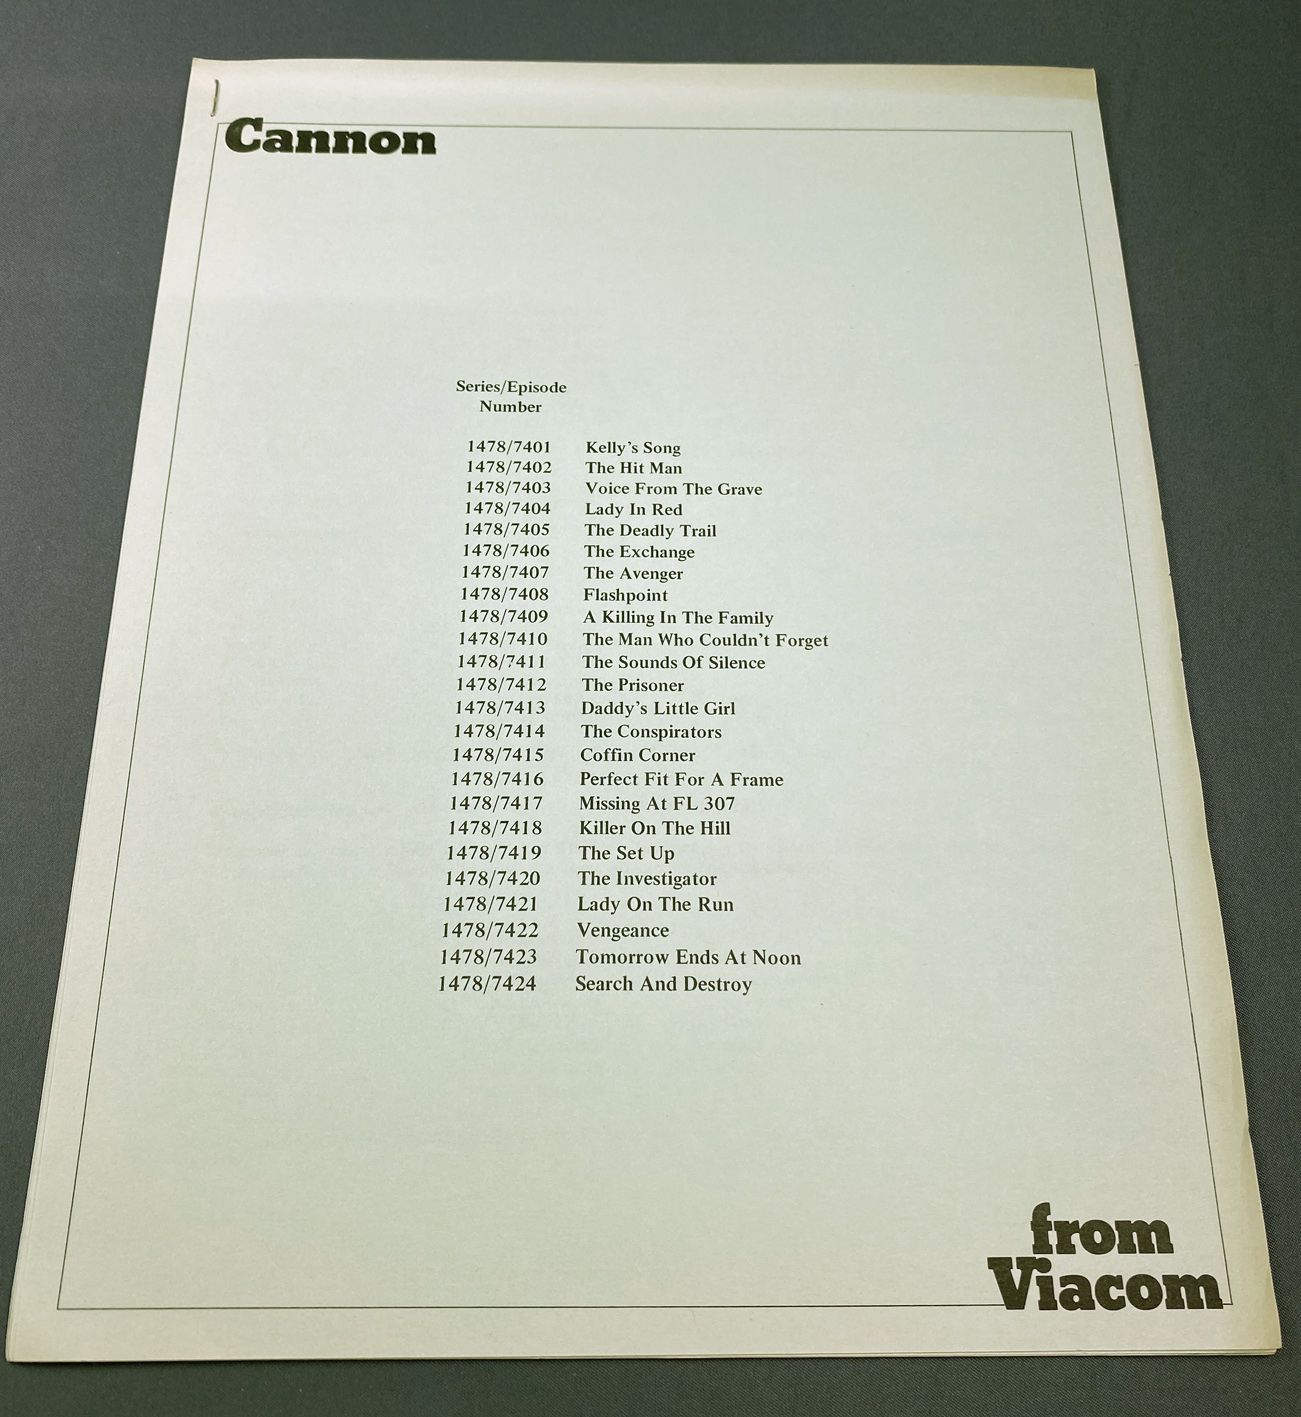 Cannon
Series/Episode
Number
1478/7401 Kelly's Song
1478/7402 The Hit Man
1478/7403 Voice From The Grave
1478/7404 Lady In Red
1478/7405 The Deadly Trail
1478/7406 The Exchange
1478/7407 The Avenger
1478/7408 Flashpoint
1478/7409 A Killing In The Family
1478/7410 The Man Who Couldn't Forget
1478/7411 The Sounds Of Silence
1478/7412 The Prisoner
1478/7413 Daddy's Little Girl
1478/7414 The Conspirators
1478/7415 Coffin Corner
1478/7416 Perfect Fit For A Frame
1478/7417 Missing At FL 307
1478/7418 Killer On The Hill
1478/7419 The Set Up
1478/7420 The Investigator
1478/7421 Lady On The Run
1478/7422 Vengeance
1478/7423 Tomorrow Ends At Noon
1478/7424 Search And Destroy
from
Viacom